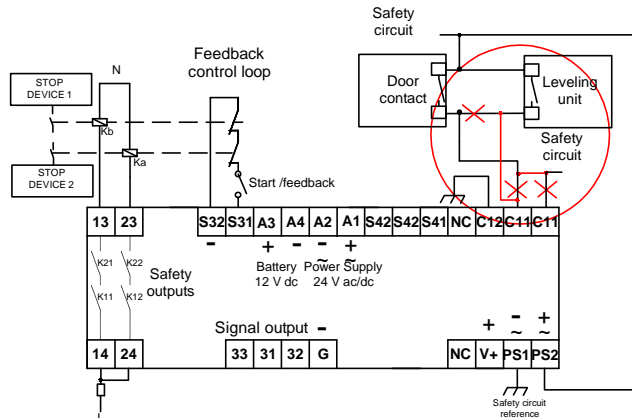 Safety
circuit
Feedback
control loop
N
STOP
DEVICE 1
Door
contact
Leveling
unit
Kb
Ka
Safety
circuit
STOP
DEVICE 2
Start /feedback
13 23 S32 S31 A3 A4 A2 A1 S42 S42 S41 NC C12 C11 C11
- + - - ~ + ~
Battery
12 V dc
Power Supply
24 V ac/dc
K21 K22
Safety
outputs
K11 K12
Signal output -
+ - ~ + ~
14 24 33 31 32 G NC V+ PS1 PS2
Safety circuit
reference